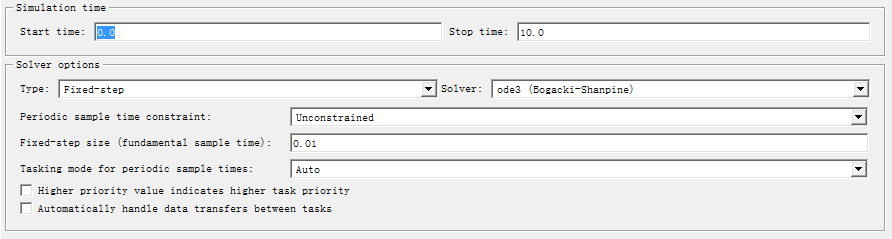 Simulation time
Start time: 0.0 Stop time: 10.0
Solver options
Type: Fixed-step Solver: ode3 (Bogacki-Shanpine)
Periodic sample time constraint: Unconstrained
Fixed-step size (fundamental sample time): 0.01
Tasking mode for periodic sample times: Auto
Higher priority value indicates higher task priority
Automatically handle data transfers between tasks